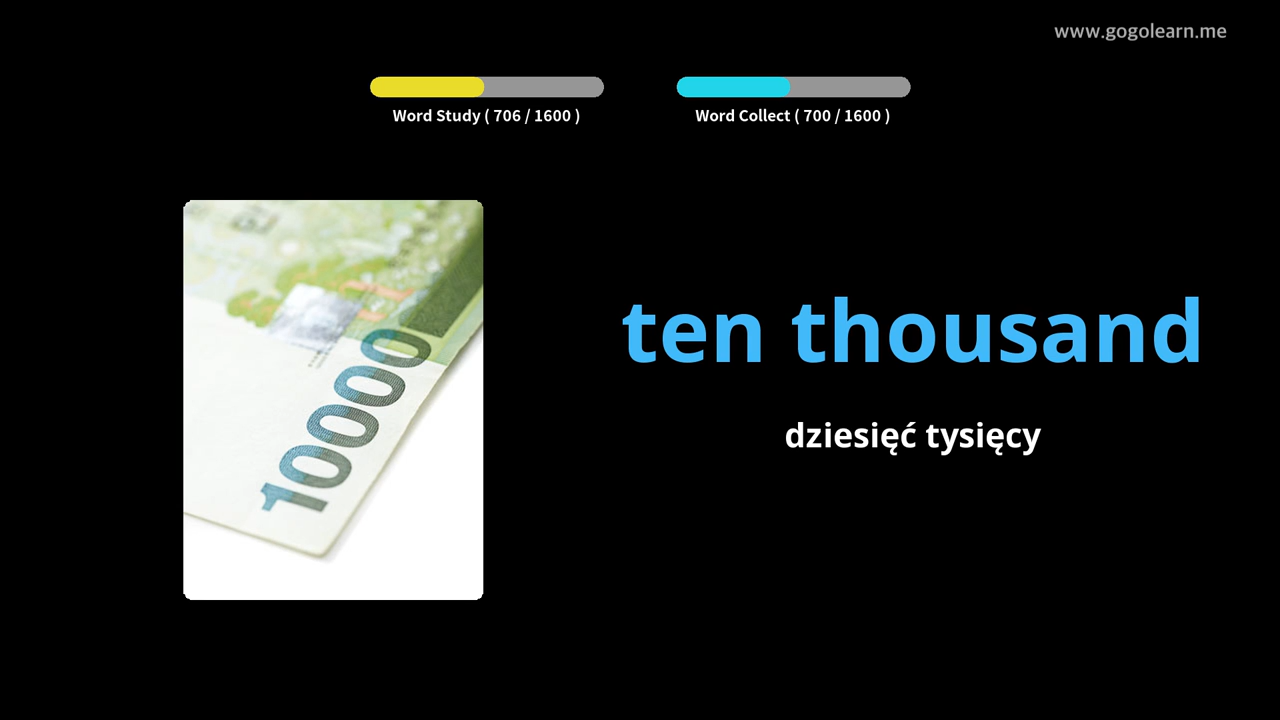 www.gogolearn.me
Word Study ( 706 / 1600 )
Word Collect ( 700 / 1600 )
10000
ten thousand
dziesięć tysięcy